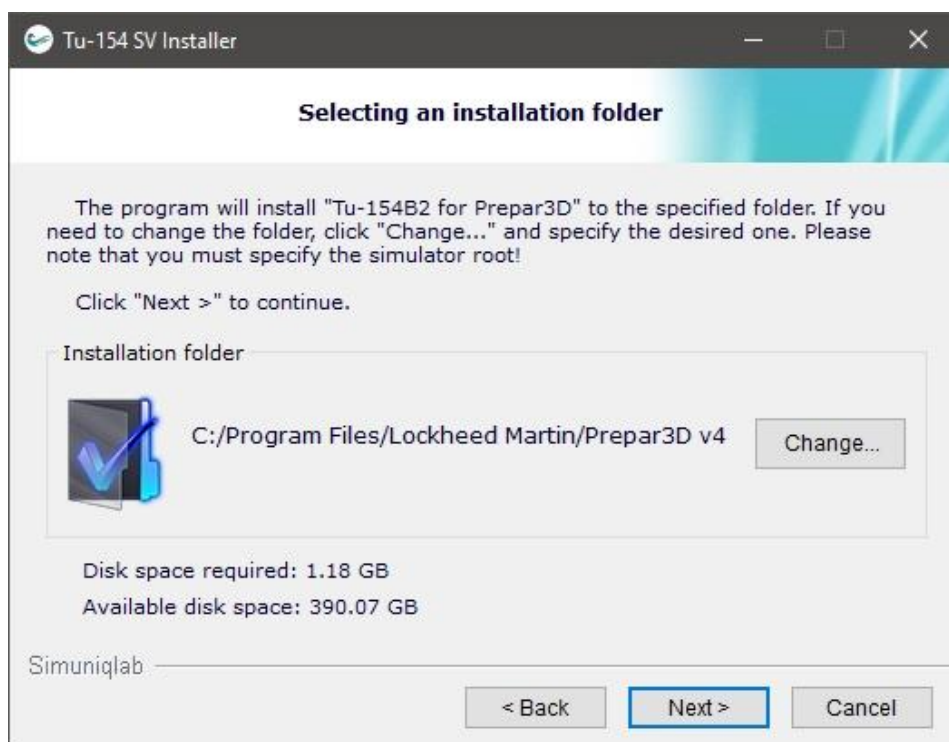 Tu-154 SV Installer
Selecting an installation folder
The program will install "Tu-154B2 for Prepar3D" to the specified folder. If you
need to change the folder, click "Change..." and specify the desired one. Please
note that you must specify the simulator root!
Click "Next >" to continue.
Installation folder
C:/Program Files/Lockheed Martin/Prepar3D v4
Change...
Disk space required: 1.18 GB
Available disk space: 390.07 GB
Simuniqlab
< Back
Next >
Cancel